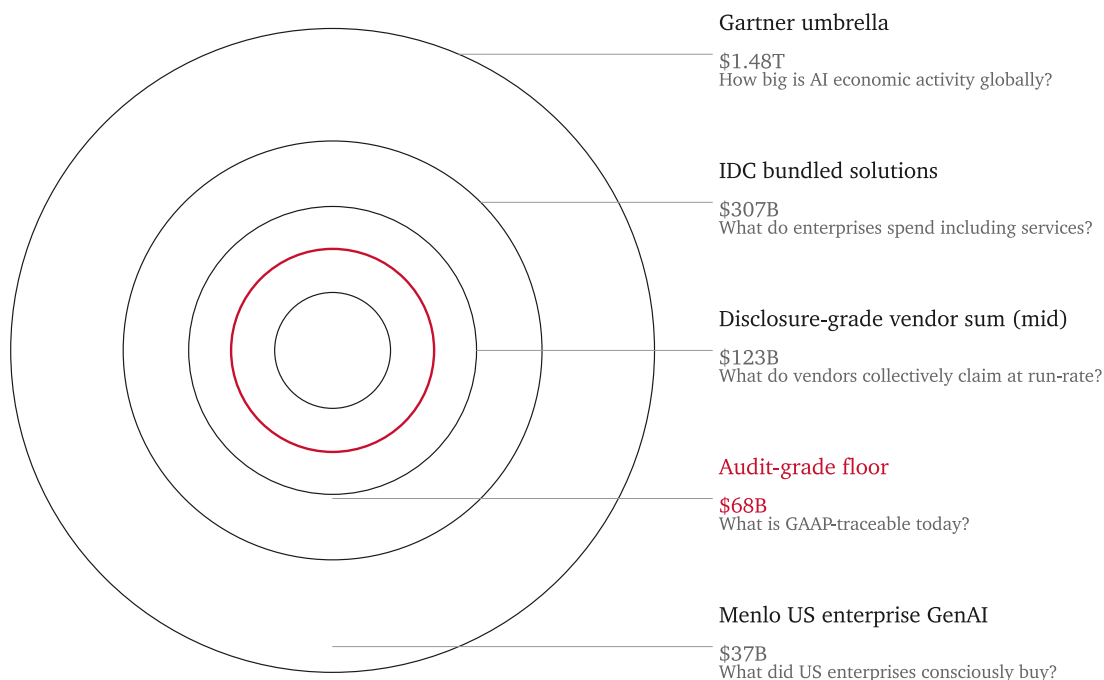 Gartner umbrella
$1.48T
How big is AI economic activity globally?
IDC bundled solutions
$307B
What do enterprises spend including services?
Disclosure-grade vendor sum (mid)
$123B
What do vendors collectively claim at run-rate?
Audit-grade floor
$68B
What is GAAP-traceable today?
Menlo US enterprise GenAI
$37B
What did US enterprises consciously buy?